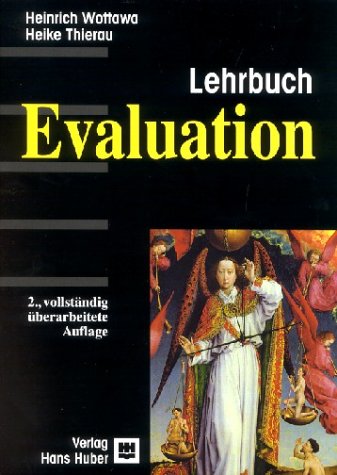 Heinrich Wottawa
Heike Thierau
Lehrbuch
Evaluation
2., vollständig
überarbeitete
Auflage
Verlag
Hans Huber